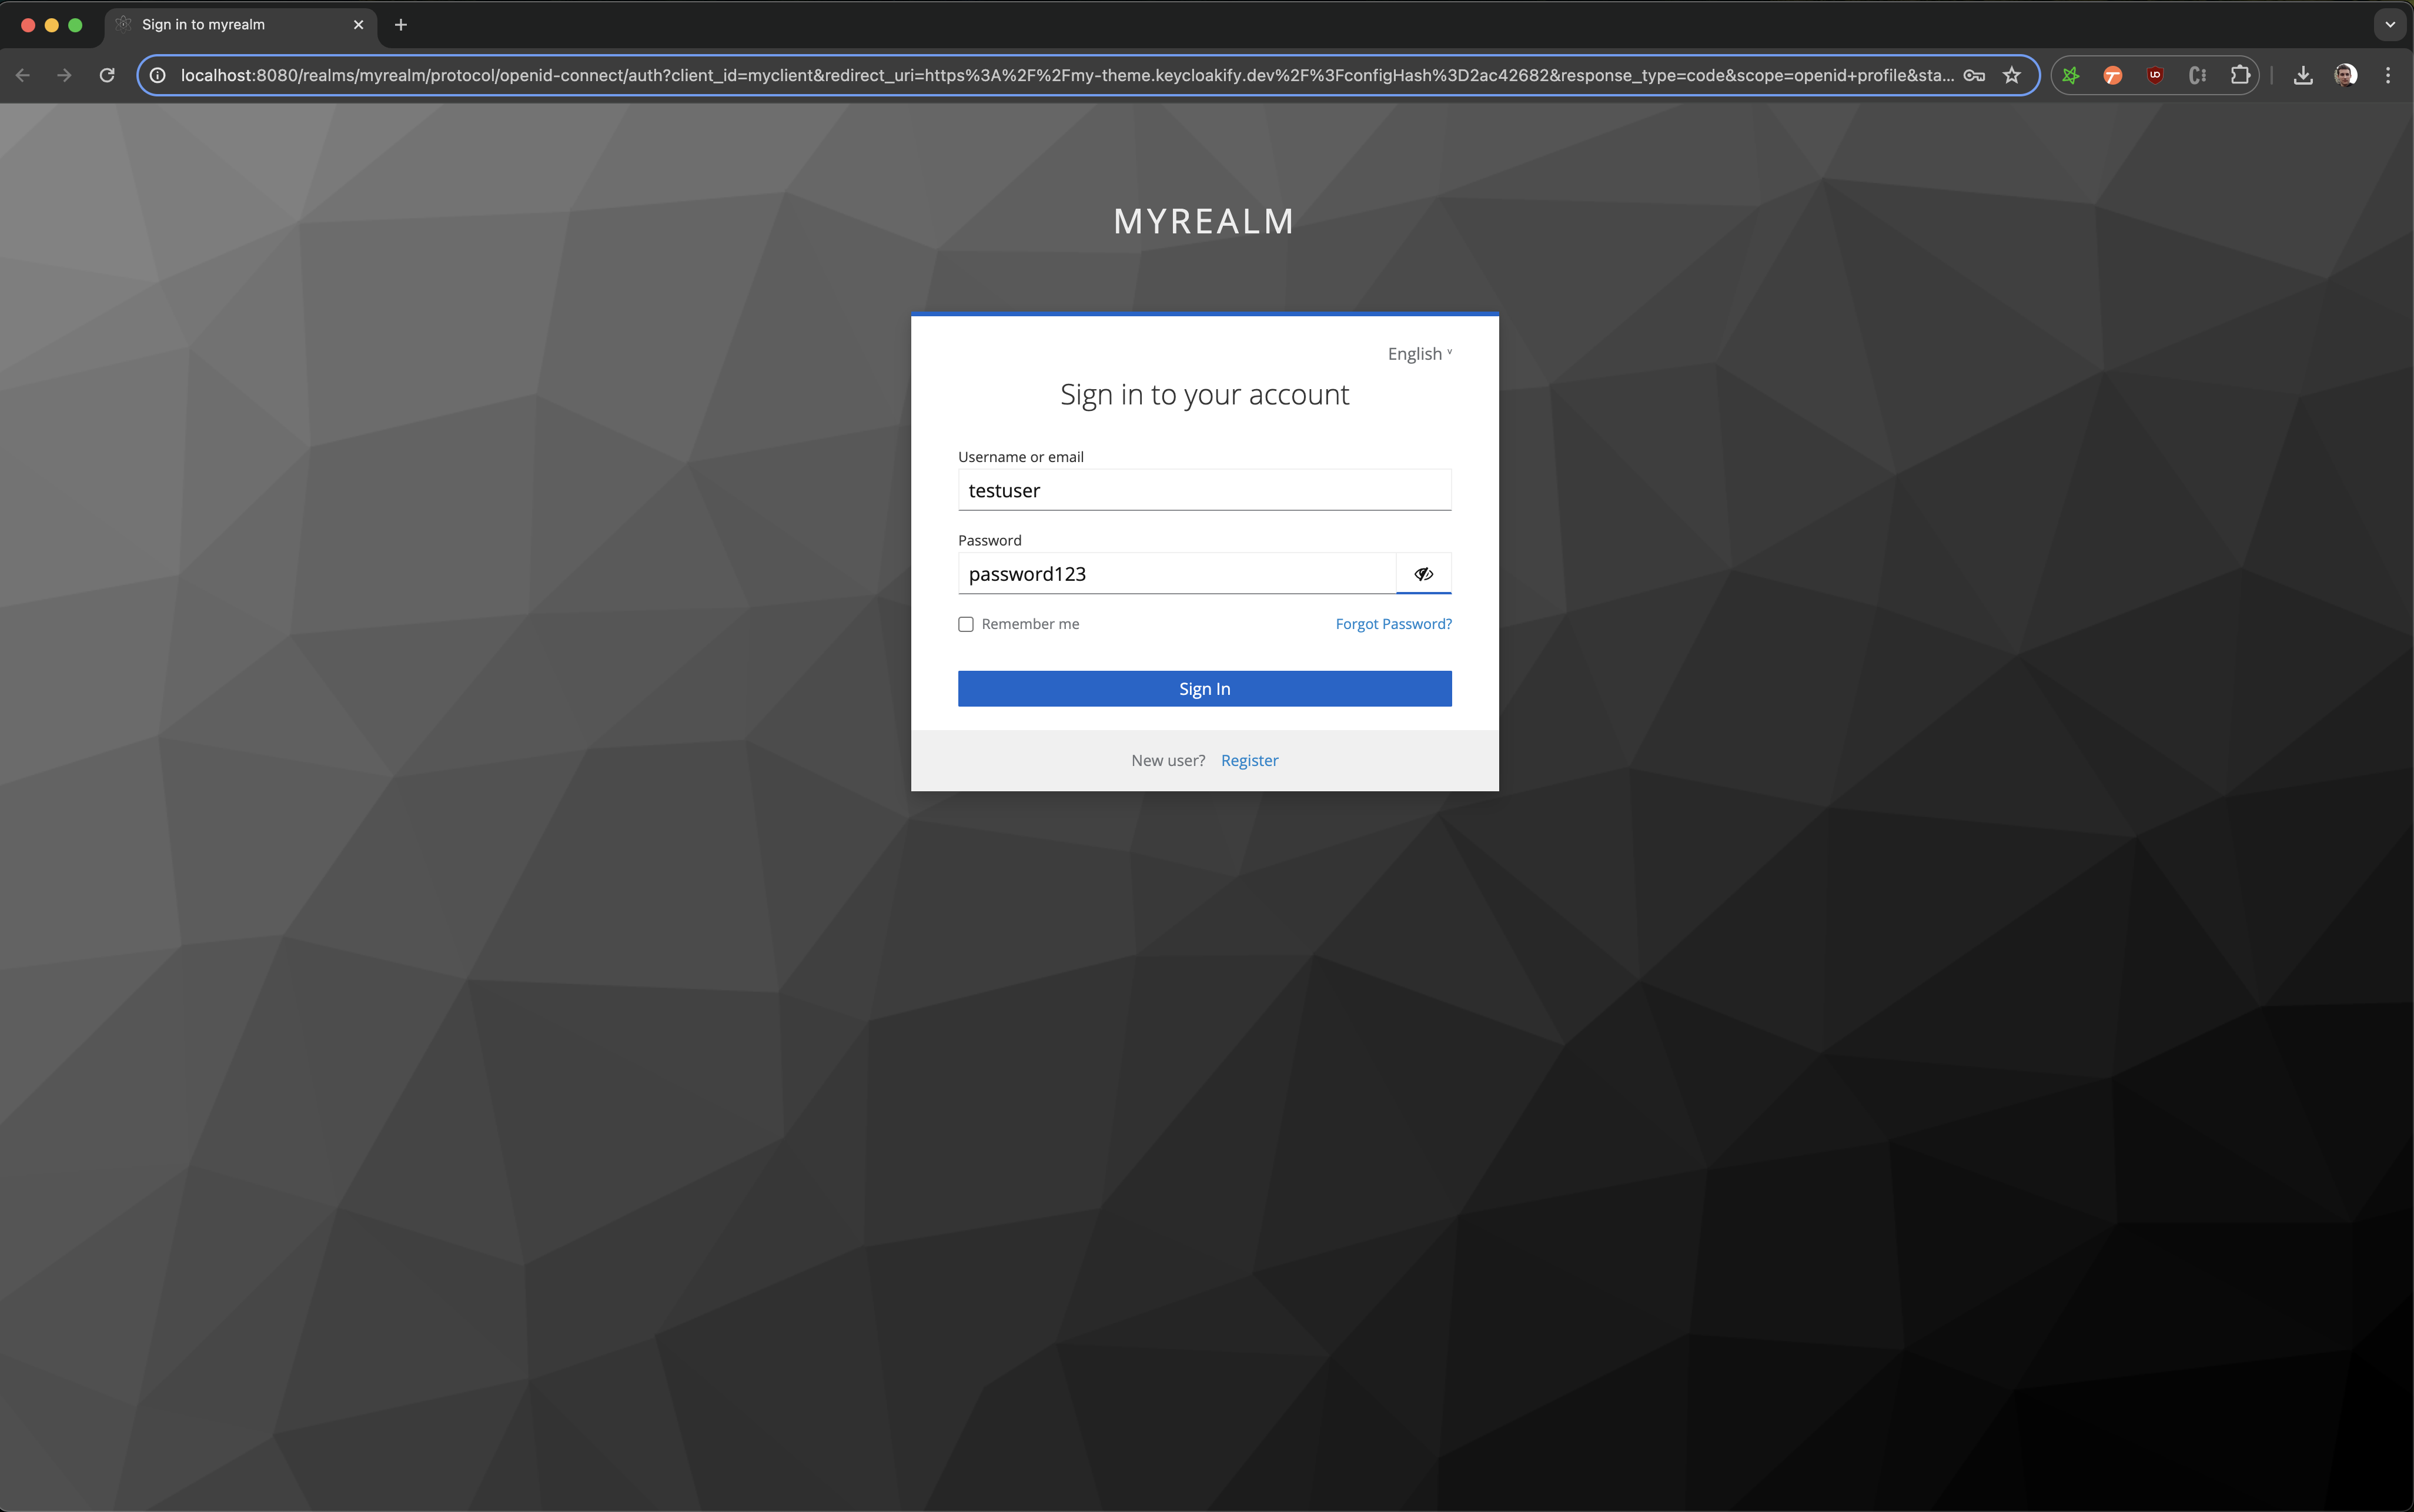 Sign in to myrealm
localhost:8080/realms/myrealm/protocol/openid-connect/auth?client_id=myclient&redirect_uri=https%3A%2F%2Fmy-theme.keycloakify.dev%2F%3FconfigHash%3D2ac42682&response_type=code&scope=openid+profile&sta...
MYREALM
English
Sign in to your account
Username or email
testuser
Password
password123
Remember me
Forgot Password?
Sign In
New user? Register